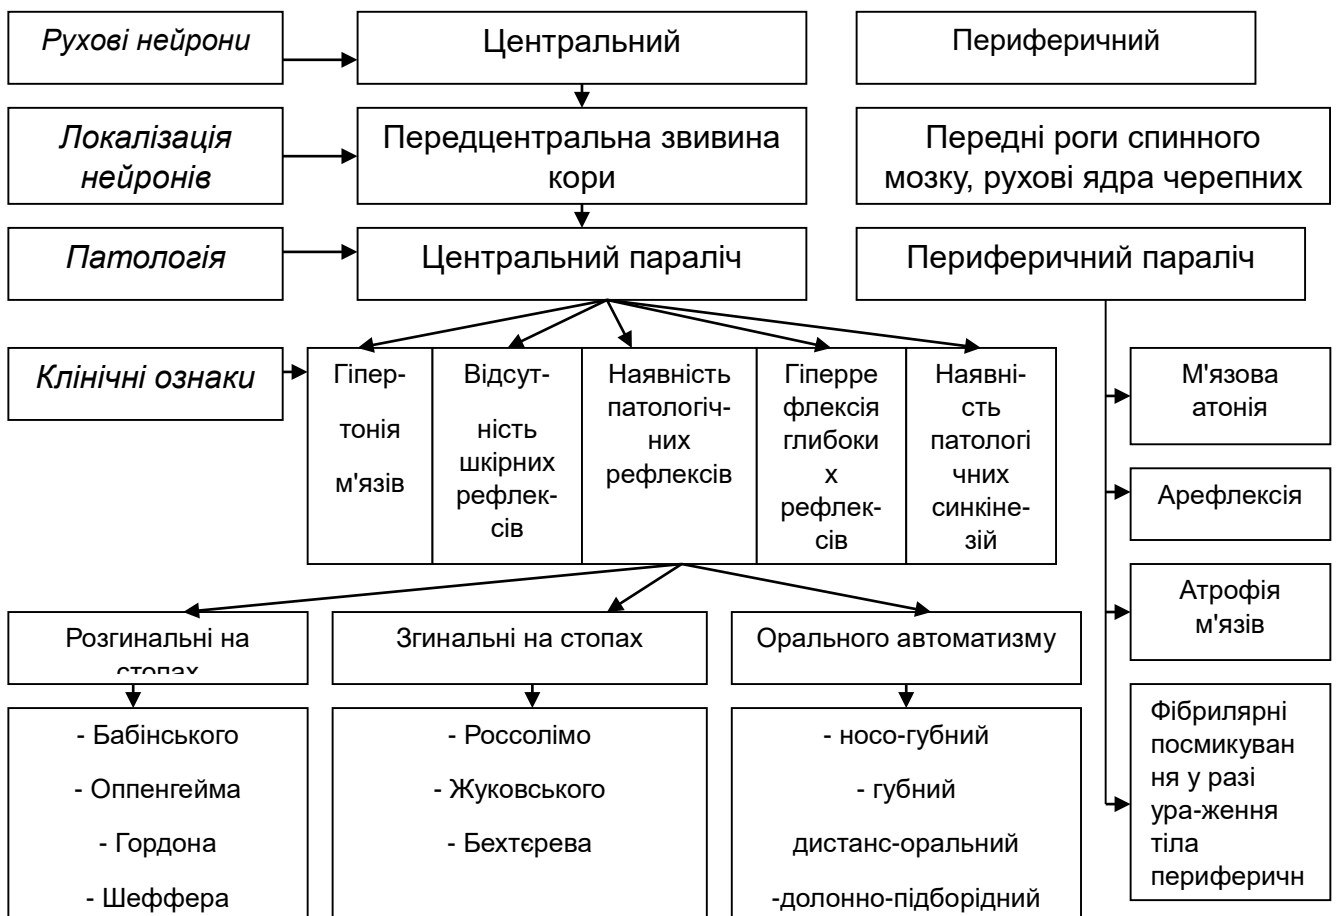 Рухові нейрони
Центральний
Периферичний
Локалізація
нейронів
Передцентральна звивина
кори
Передні роги спинного
мозку, рухові ядра черепних
Патологія
Центральний параліч
Периферичний параліч
Клінічні ознаки
Гіпер-
тонія
м'язів
Відсут-
ність
шкірних
рефлек-
сів
Наявність
патологіч-
них
рефлексів
Гіперре
флексія
глибоки
х
рефлек-
сів
Наявні-
сть
патологі
чних
синкіне-
зій
М'язова
атонія
Арефлексія
Атрофія
м'язів
Фібрилярні
посмикуван
ня у разі
ура-ження
тіла
периферичн
Розгинальні на
стопах
Згинальні на стопах
Орального автоматизму
- Бабінського
- Оппенгейма
- Гордона
- Шеффера
- Россолімо
- Жуковського
- Бехтєрева
- носо-губний
- губний
дистанс-оральний
-долонно-підборідний